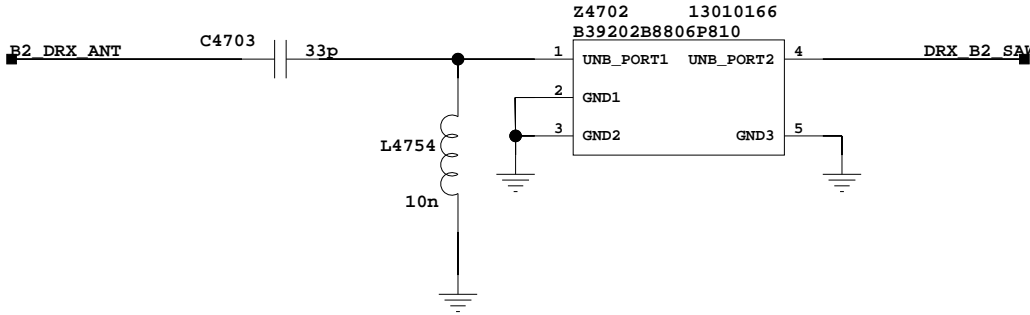 Z4702 13010166
B39202B8806P810
C4703
B2_DRX_ANT
33p
1
UNB_PORT1
UNB_PORT2
4
DRX_B2_SAW
2
GND1
L4754
3
GND2
GND3
5
10n